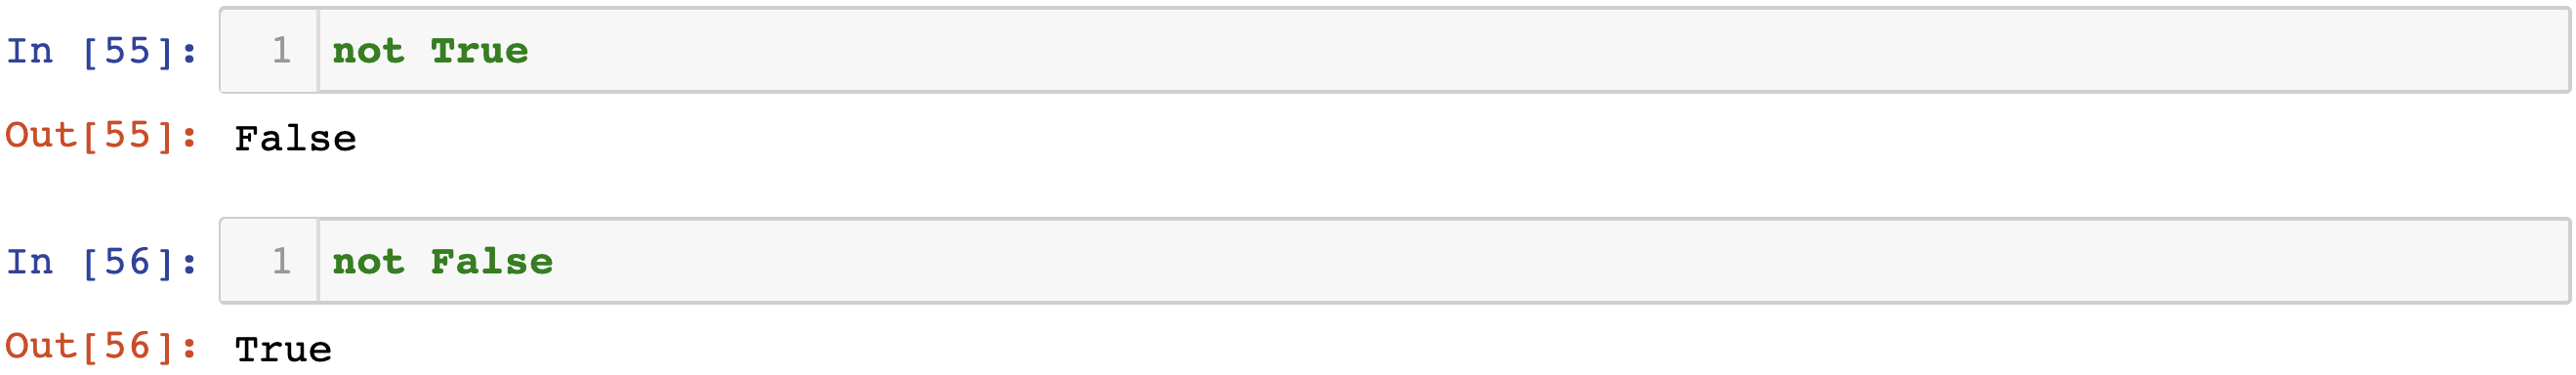 In [55]: 1 not True
Out[55]: False
In [56]: 1 not False
Out[56]: True